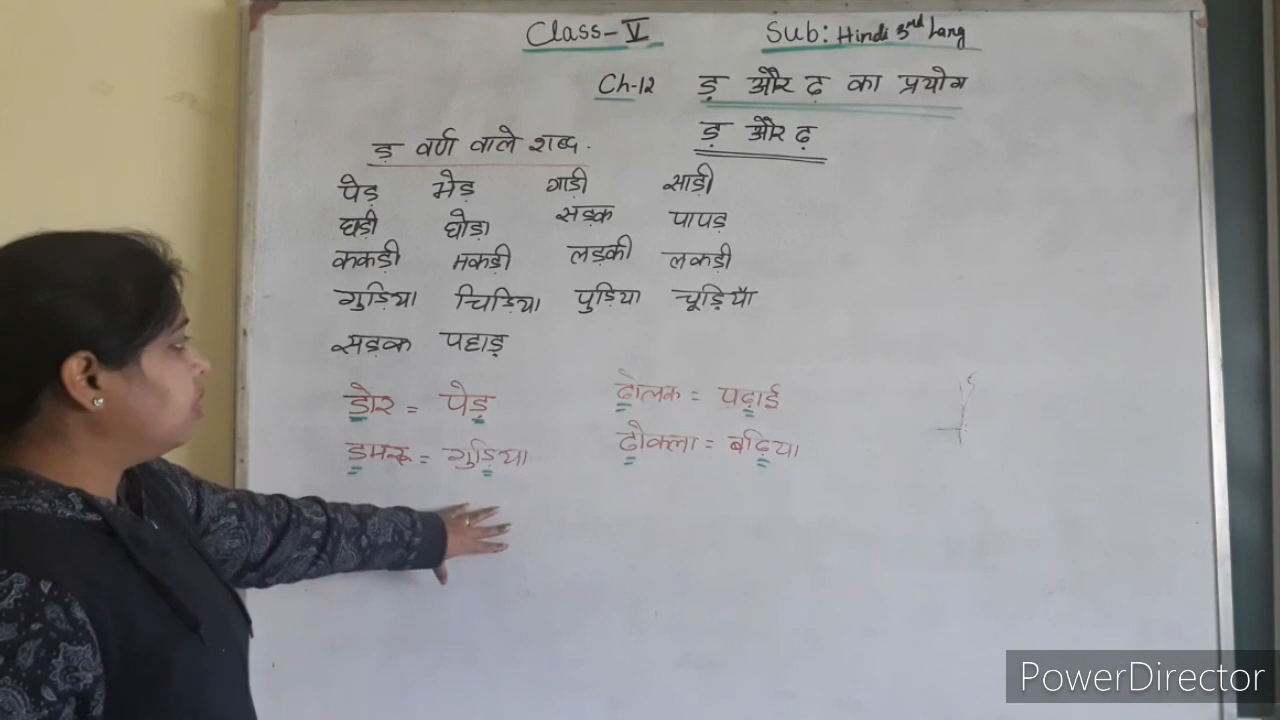 Class-V Sub: Hindi 3rd Lang
Ch-12 ड़ और ढ़ का प्रयोग
ड़ और ढ़
ड़ वर्ण वाले शब्द.
पेड़ भेड़ गाड़ी साड़ी
घड़ी घोड़ा सड़क पापड़
ककड़ी मकड़ी लड़की लकड़ी
गुड़िया चिड़िया पुड़िया चूड़ियाँ
सड़क पहाड़
डोर = पेड़ ढोलक = पढ़ाई
डमरू = गुड़िया ढोकला = बढ़िया
PowerDirector